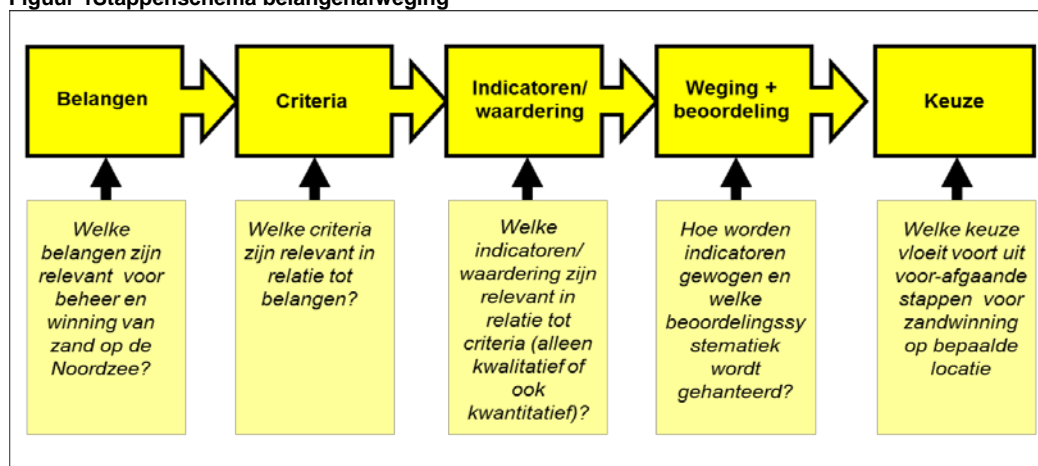 Figuur 1Stappenschema belangenafweging
Belangen
Criteria
Indicatoren/
waardering
Weging +
beoordeling
Keuze
Welke
belangen zijn
relevant voor
beheer en
winning van
zand op de
Noordzee?
Welke criteria
zijn relevant in
relatie tot
belangen?
Welke
indicatoren/
waardering zijn
relevant in
relatie tot
criteria (alleen
kwalitatief of
ook
kwantitatief)?
Hoe worden
indicatoren
gewogen en
welke
beoordelingssy
stematiek
wordt
gehanteerd?
Welke keuze
vloeit voort uit
voor-afgaande
stappen voor
zandwinning
op bepaalde
locatie